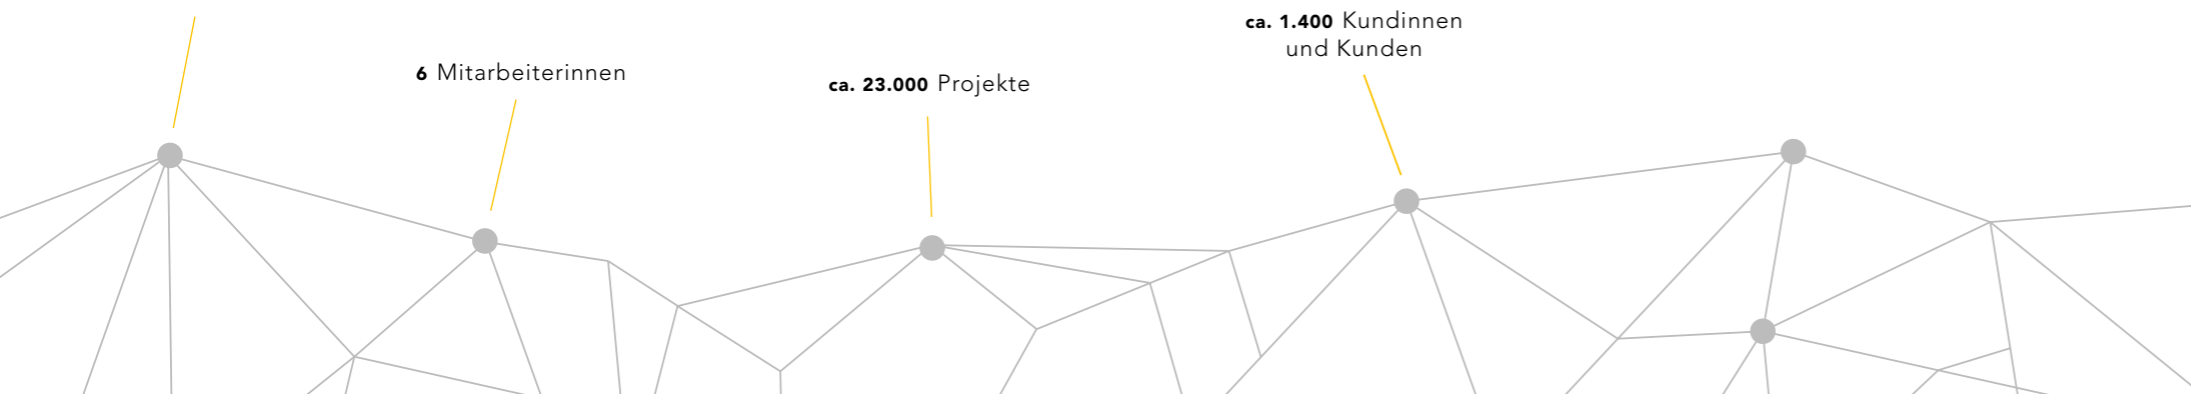 6 Mitarbeiterinnen
ca. 23.000 Projekte
ca. 1.400 Kundinnen
und Kunden